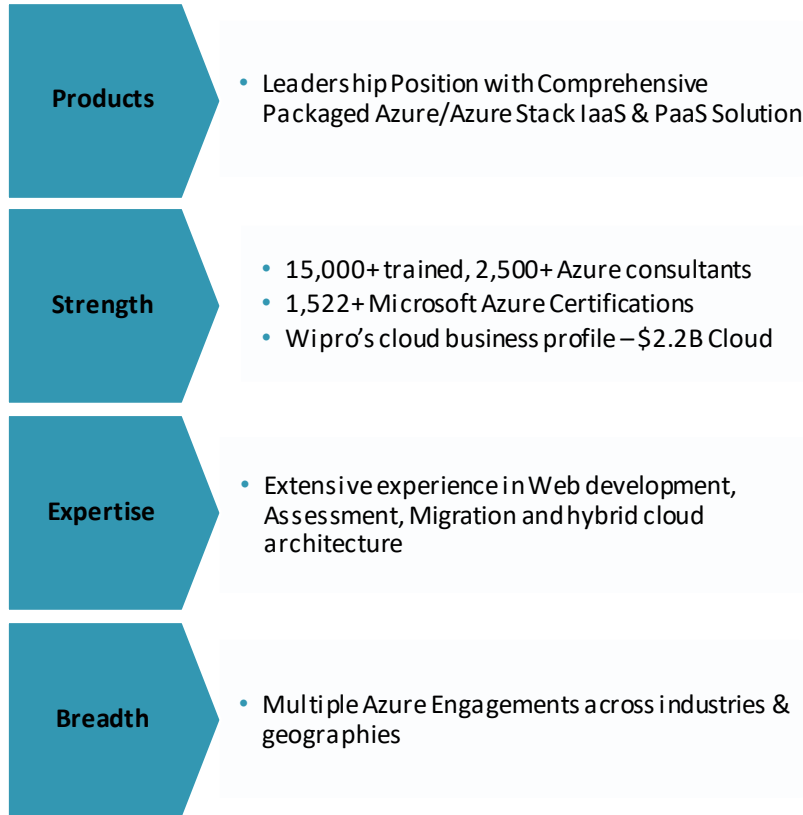 Products
• Leadership Position with Comprehensive
Packaged Azure/Azure Stack IaaS & PaaS Solution
Strength
• 15,000+ trained, 2,500+ Azure consultants
• 1,522+ Microsoft Azure Certifications
• Wipro’s cloud business profile – $2.2B Cloud
Expertise
• Extensive experience in Web development,
Assessment, Migration and hybrid cloud
architecture
Breadth
• Multiple Azure Engagements across industries &
geographies